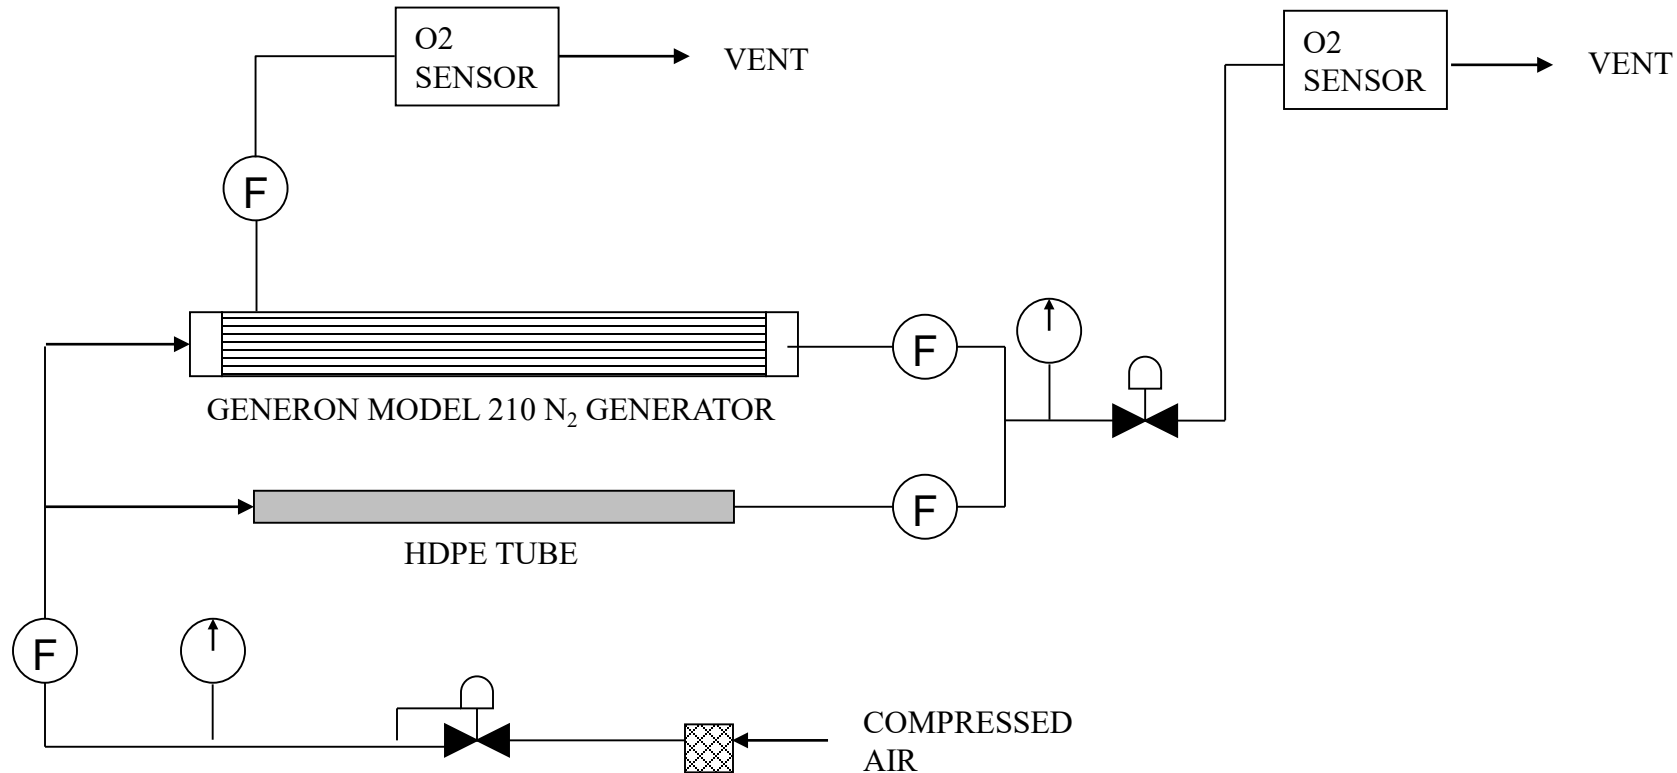 O2
SENSOR
VENT
O2
SENSOR
VENT
F
F
GENERON MODEL 210 N₂ GENERATOR
F
HDPE TUBE
F
COMPRESSED
AIR